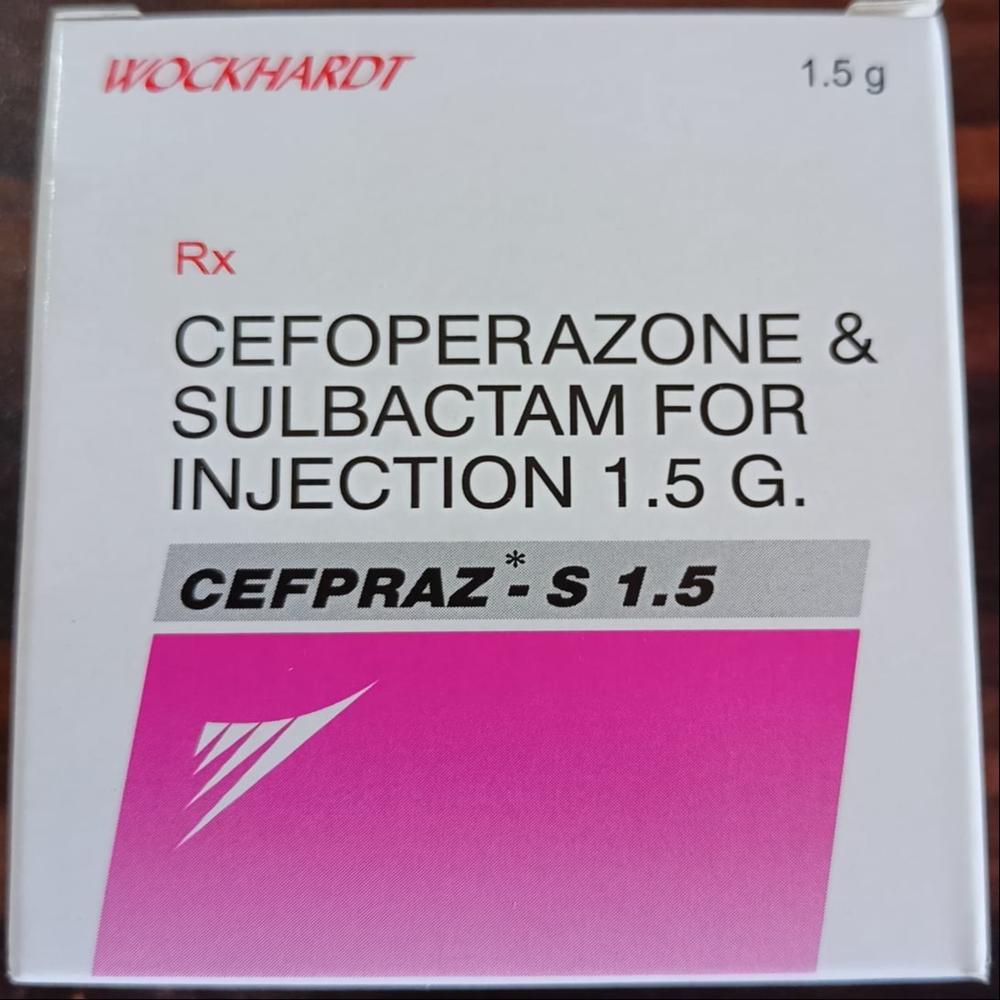 WOCKHARDT
1.5 g
Rx
CEFOPERAZONE &
SULBACTAM FOR
INJECTION 1.5 G.
CEFPRAZ*- S 1.5